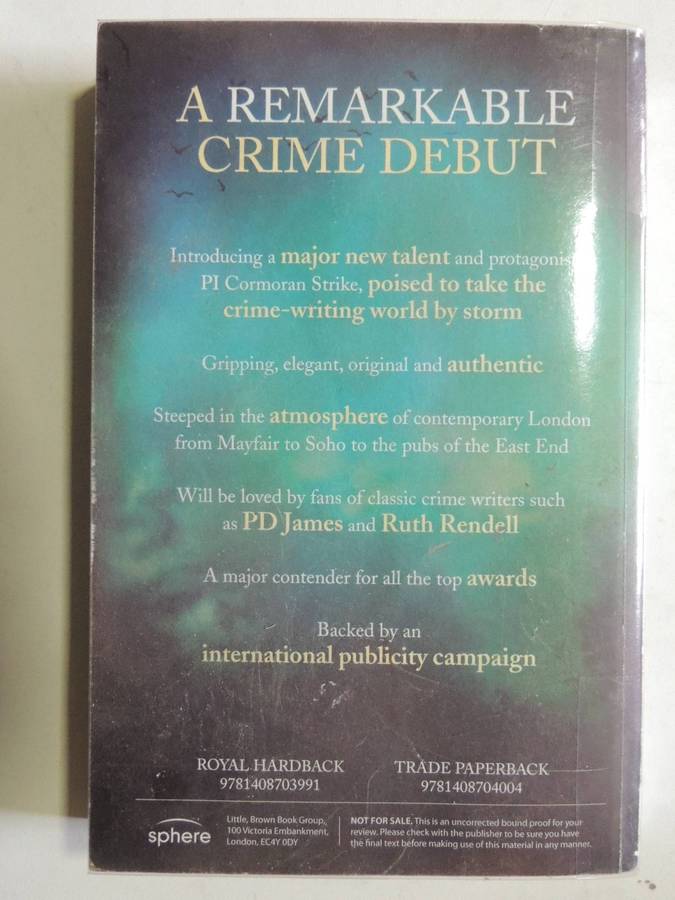 A REMARKABLE
CRIME DEBUT
Introducing a major new talent and protagonist
PI Cormoran Strike, poised to take the
crime-writing world by storm
Gripping, elegant, original and authentic
Steeped in the atmosphere of contemporary London
from Mayfair to Soho to the pubs of the East End
Will be loved by fans of classic crime writers such
as PD James and Ruth Rendell
A major contender for all the top awards
Backed by an
international publicity campaign
ROYAL HARDBACK
9781408703991
TRADE PAPERBACK
9781408704004
sphere
Little, Brown Book Group,
100 Victoria Embankment,
London, EC4Y 0DY
NOT FOR SALE. This is an uncorrected bound proof for your
review. Please check with the publisher to be sure you have
the final text before making use of this material in any manner.